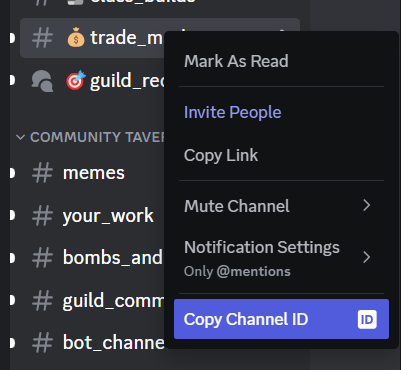 class_builds
# trade_m
Mark As Read
# guild_rec
Invite People
COMMUNITY TAVER
Copy Link
# memes
Mute Channel
# your_work
Notification Settings
Only @mentions
# bombs_and
# guild_comm
Copy Channel ID
ID
# bot_channe